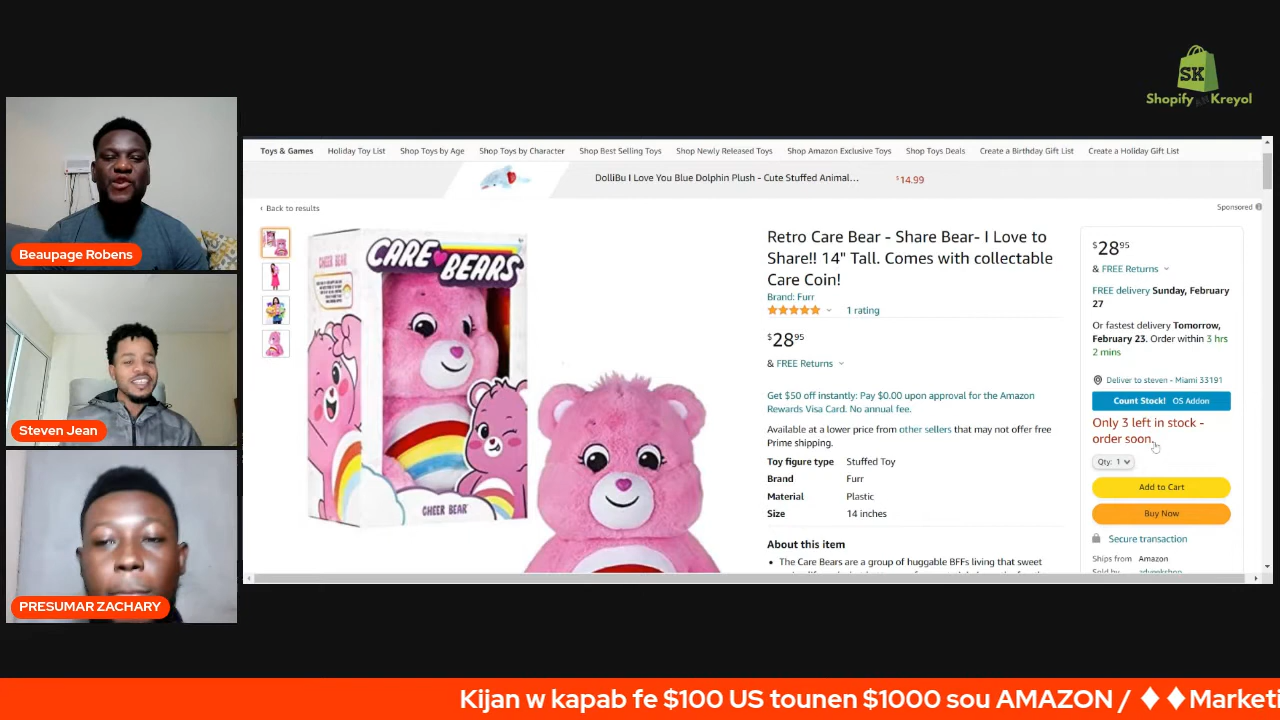 SK
Shopify AN Kreyol
Beaupage Robens
Steven Jean
PRESUMAR ZACHARY
Toys & Games Holiday Toy List Shop Toys by Age Shop Toys by Character Shop Best Selling Toys Shop Newly Released Toys Shop Amazon Exclusive Toys Shop Toys Deals Create a Birthday Gift List Create a Holiday Gift List
DolliBu I Love You Blue Dolphin Plush - Cute Stuffed Animal... $14.99
‹ Back to results
Sponsored
CARE BEARS
CHEER BEAR
CHEER BEAR
Retro Care Bear - Share Bear- I Love to
Share!! 14" Tall. Comes with collectable
Care Coin!
Brand: Furr
1 rating
$28 95
& FREE Returns
Get $50 off instantly: Pay $0.00 upon approval for the Amazon
Rewards Visa Card. No annual fee.
Available at a lower price from other sellers that may not offer free
Prime shipping.
Toy figure type Stuffed Toy
Brand Furr
Material Plastic
Size 14 inches
About this item
• The Care Bears are a group of huggable BFFs living that sweet
$28 95
& FREE Returns
FREE delivery Sunday, February
27
Or fastest delivery Tomorrow,
February 23. Order within 3 hrs
2 mins
Deliver to steven - Miami 33191
Count Stock! OS Addon
Only 3 left in stock -
order soon.
Qty: 1
Add to Cart
Buy Now
Secure transaction
Ships from Amazon
Sold by
Kijan w kapab fe $100 US tounen $1000 sou AMAZON / ♦ ♦ Marketi